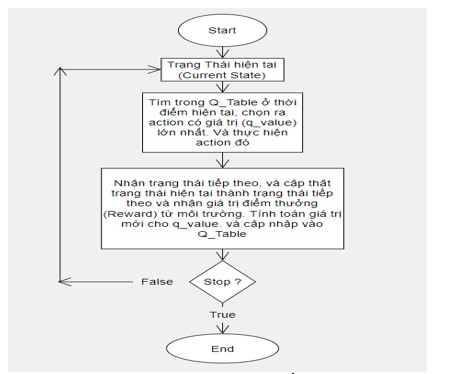 Start
Trạng Thái hiện tại
(Current State)
Tìm trong Q_Table ở thời
điểm hiện tại, chọn ra
action có giá trị (q_value)
lớn nhất. Và thực hiện
action đó
Nhận trạng thái tiếp theo, và cập thật
trạng thái hiện tại thành trạng thái tiếp
theo và nhận giá trị điểm thưởng
(Reward) từ môi trường. Tính toán giá trị
mới cho q_value. và cập nhập vào
Q_Table
Stop ?
False
True
End